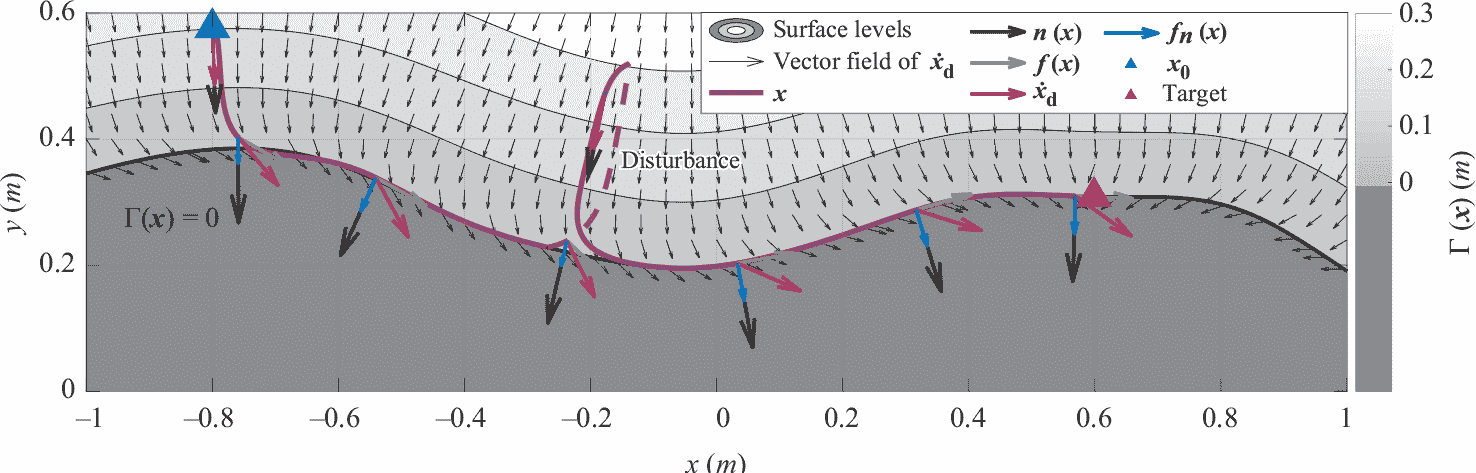 0.6
0.4
0.2
0
y (m)
Surface levels
Vector field of ẋd
x
n (x)
f (x)
ẋd
fn (x)
x0
Target
Disturbance
Γ(x) = 0
–1
–0.8
–0.6
–0.4
–0.2
0
0.2
0.4
0.6
0.8
1
x (m)
0.3
0.2
0.1
0
Γ (x) (m)